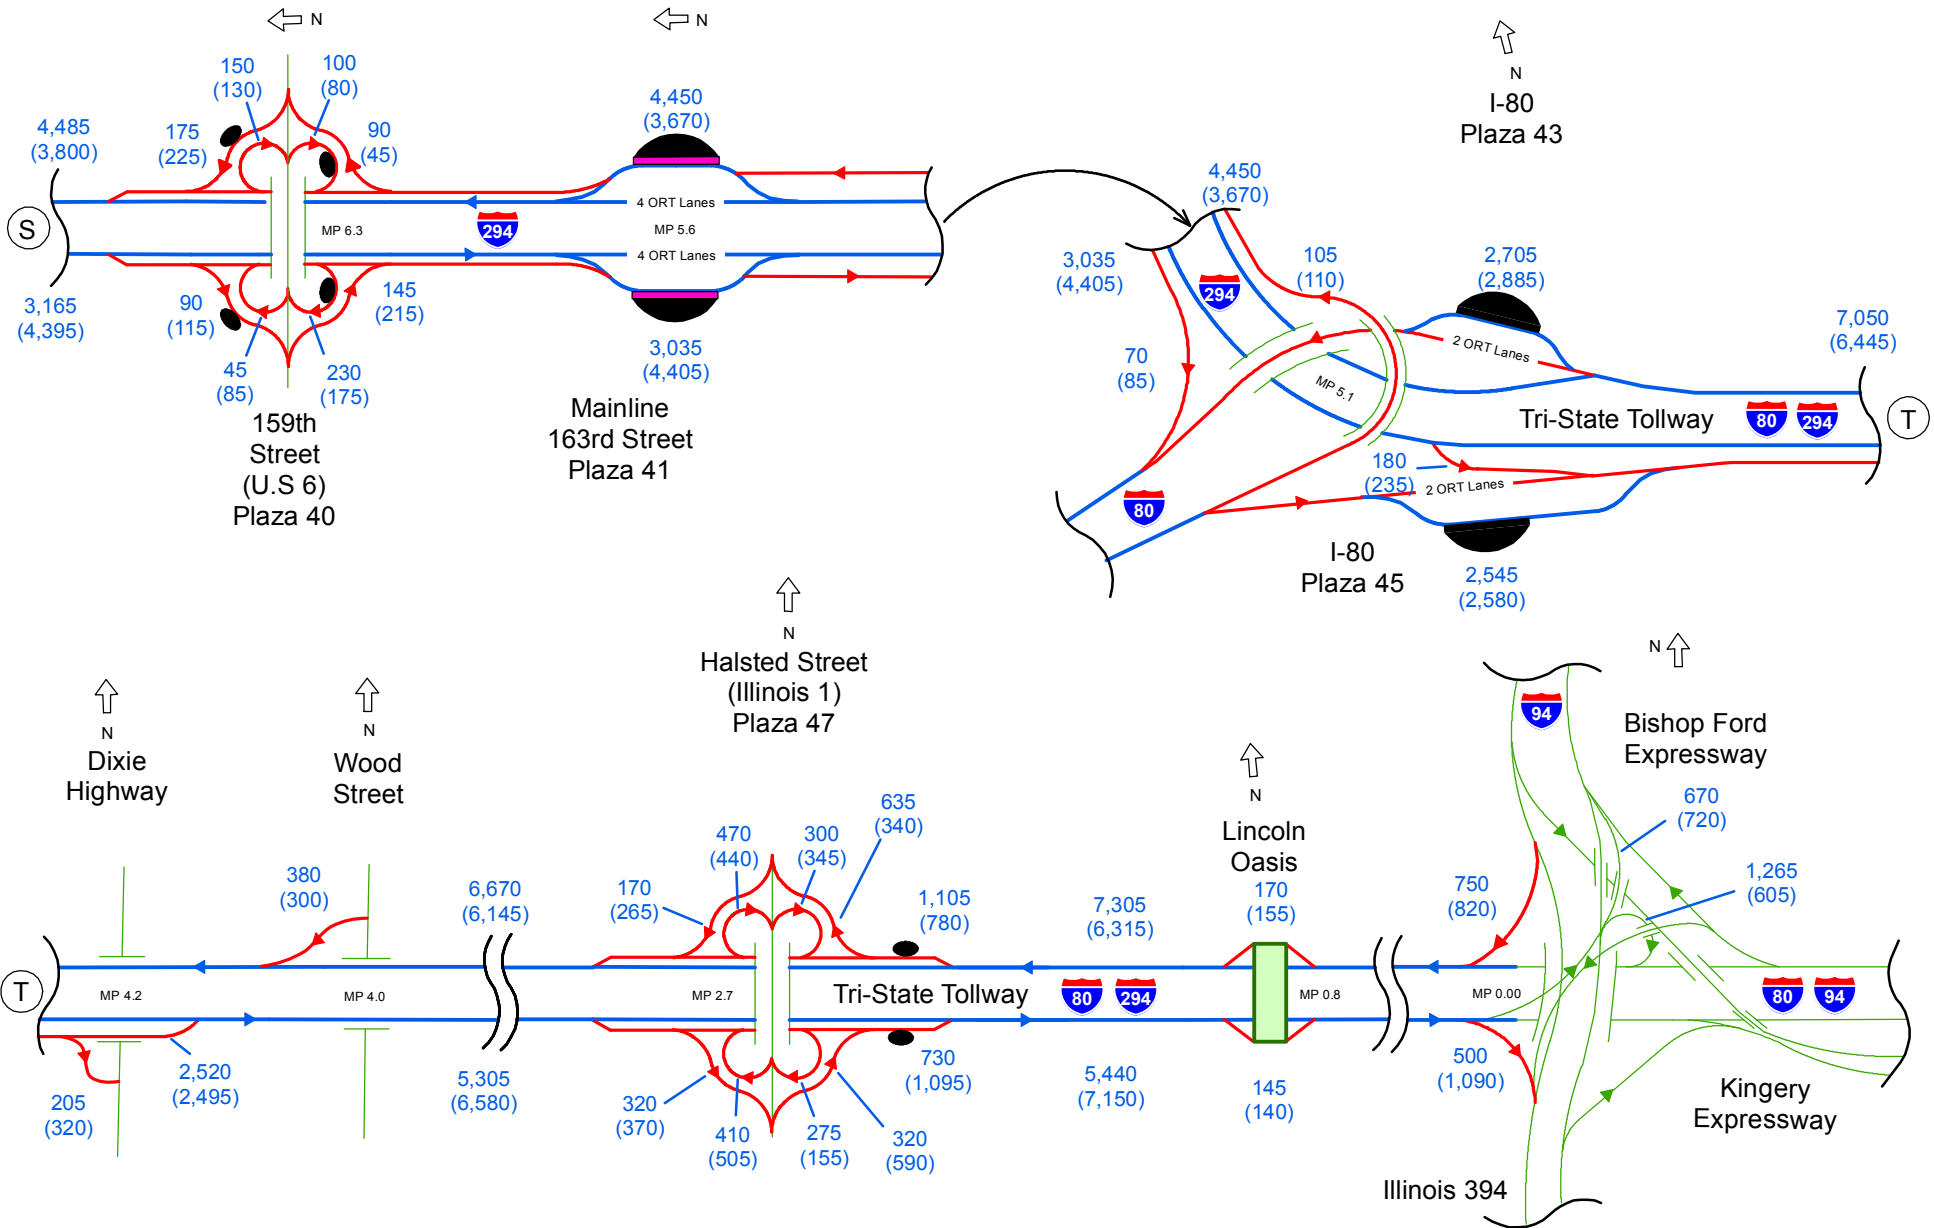 N
N
N
I-80
Plaza 43
150
(130)
100
(80)
4,485
(3,800)
175
(225)
90
(45)
4,450
(3,670)
4 ORT Lanes
S
MP 6.3
294
MP 5.6
4 ORT Lanes
3,165
(4,395)
90
(115)
145
(215)
45
(85)
230
(175)
3,035
(4,405)
159th
Street
(U.S 6)
Plaza 40
Mainline
163rd Street
Plaza 41
4,450
(3,670)
3,035
(4,405)
294
105
(110)
2,705
(2,885)
7,050
(6,445)
70
(85)
2 ORT Lanes
MP 5.1
Tri-State Tollway
80
294
T
180
(235)
2 ORT Lanes
80
I-80
Plaza 45
2,545
(2,580)
N
Halsted Street
(Illinois 1)
Plaza 47
N
Dixie
Highway
N
Wood
Street
N
Lincoln
Oasis
N
94
Bishop Ford
Expressway
670
(720)
1,265
(605)
380
(300)
6,670
(6,145)
170
(265)
470
(440)
300
(345)
635
(340)
1,105
(780)
7,305
(6,315)
170
(155)
750
(820)
T
MP 4.2
MP 4.0
MP 2.7
Tri-State Tollway
80
294
MP 0.8
MP 0.00
80
94
205
(320)
2,520
(2,495)
5,305
(6,580)
320
(370)
410
(505)
275
(155)
320
(590)
730
(1,095)
5,440
(7,150)
145
(140)
500
(1,090)
Kingery
Expressway
Illinois 394